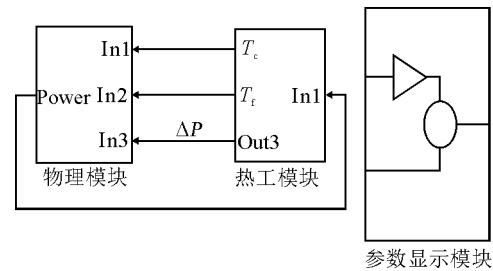 In1
Power
In2
In3
物理模块
T_c
T_f
In1
ΔP
Out3
热工模块
参数显示模块